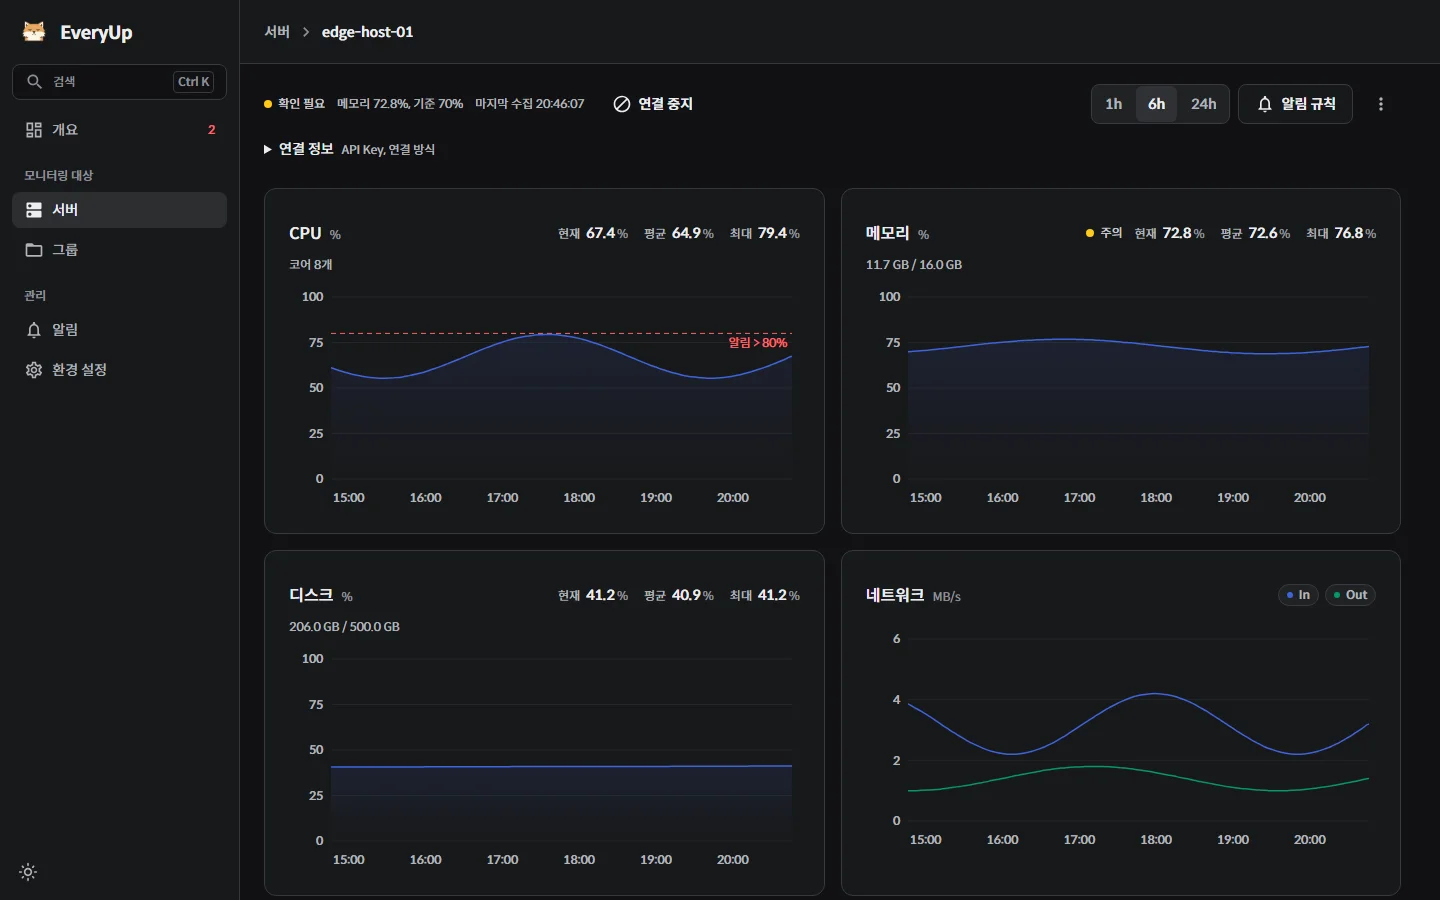 EveryUp
검색 Ctrl K
개요 2
모니터링 대상
서버
그룹
관리
알림
환경 설정
서버 > edge-host-01
확인 필요 메모리 72.8%, 기준 70% 마지막 수집 20:46:07 연결 중지
1h 6h 24h 알림 규칙
연결 정보 API Key, 연결 방식
CPU % 현재 67.4% 평균 64.9% 최대 79.4%
코어 8개
100
75
50
25
0
알림 > 80%
15:00 16:00 17:00 18:00 19:00 20:00
메모리 % 주의 현재 72.8% 평균 72.6% 최대 76.8%
11.7 GB / 16.0 GB
100
75
50
25
0
15:00 16:00 17:00 18:00 19:00 20:00
디스크 % 현재 41.2% 평균 40.9% 최대 41.2%
206.0 GB / 500.0 GB
100
75
50
25
0
15:00 16:00 17:00 18:00 19:00 20:00
네트워크 MB/s In Out
6
4
2
0
15:00 16:00 17:00 18:00 19:00 20:00